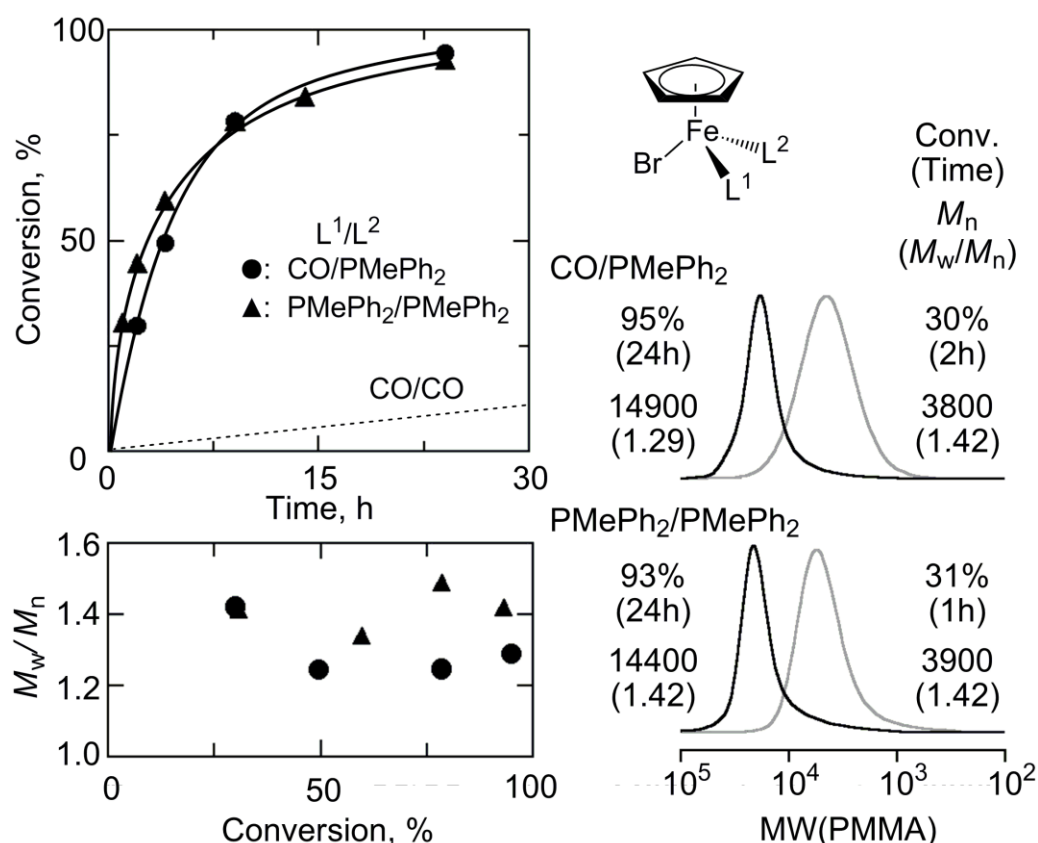 100
50
0
Conversion, %
0
15
30
Time, h
L¹/L²
●: CO/PMePh₂
▲: PMePh₂/PMePh₂
CO/CO
1.6
1.4
1.2
1.0
Mw/Mn
0
50
100
Conversion, %
Fe
Br
L¹
L²
Conv.
(Time)
Mn
(Mw/Mn)
CO/PMePh₂
95%
(24h)
14900
(1.29)
30%
(2h)
3800
(1.42)
PMePh₂/PMePh₂
93%
(24h)
14400
(1.42)
31%
(1h)
3900
(1.42)
10⁵
10⁴
10³
10²
MW(PMMA)